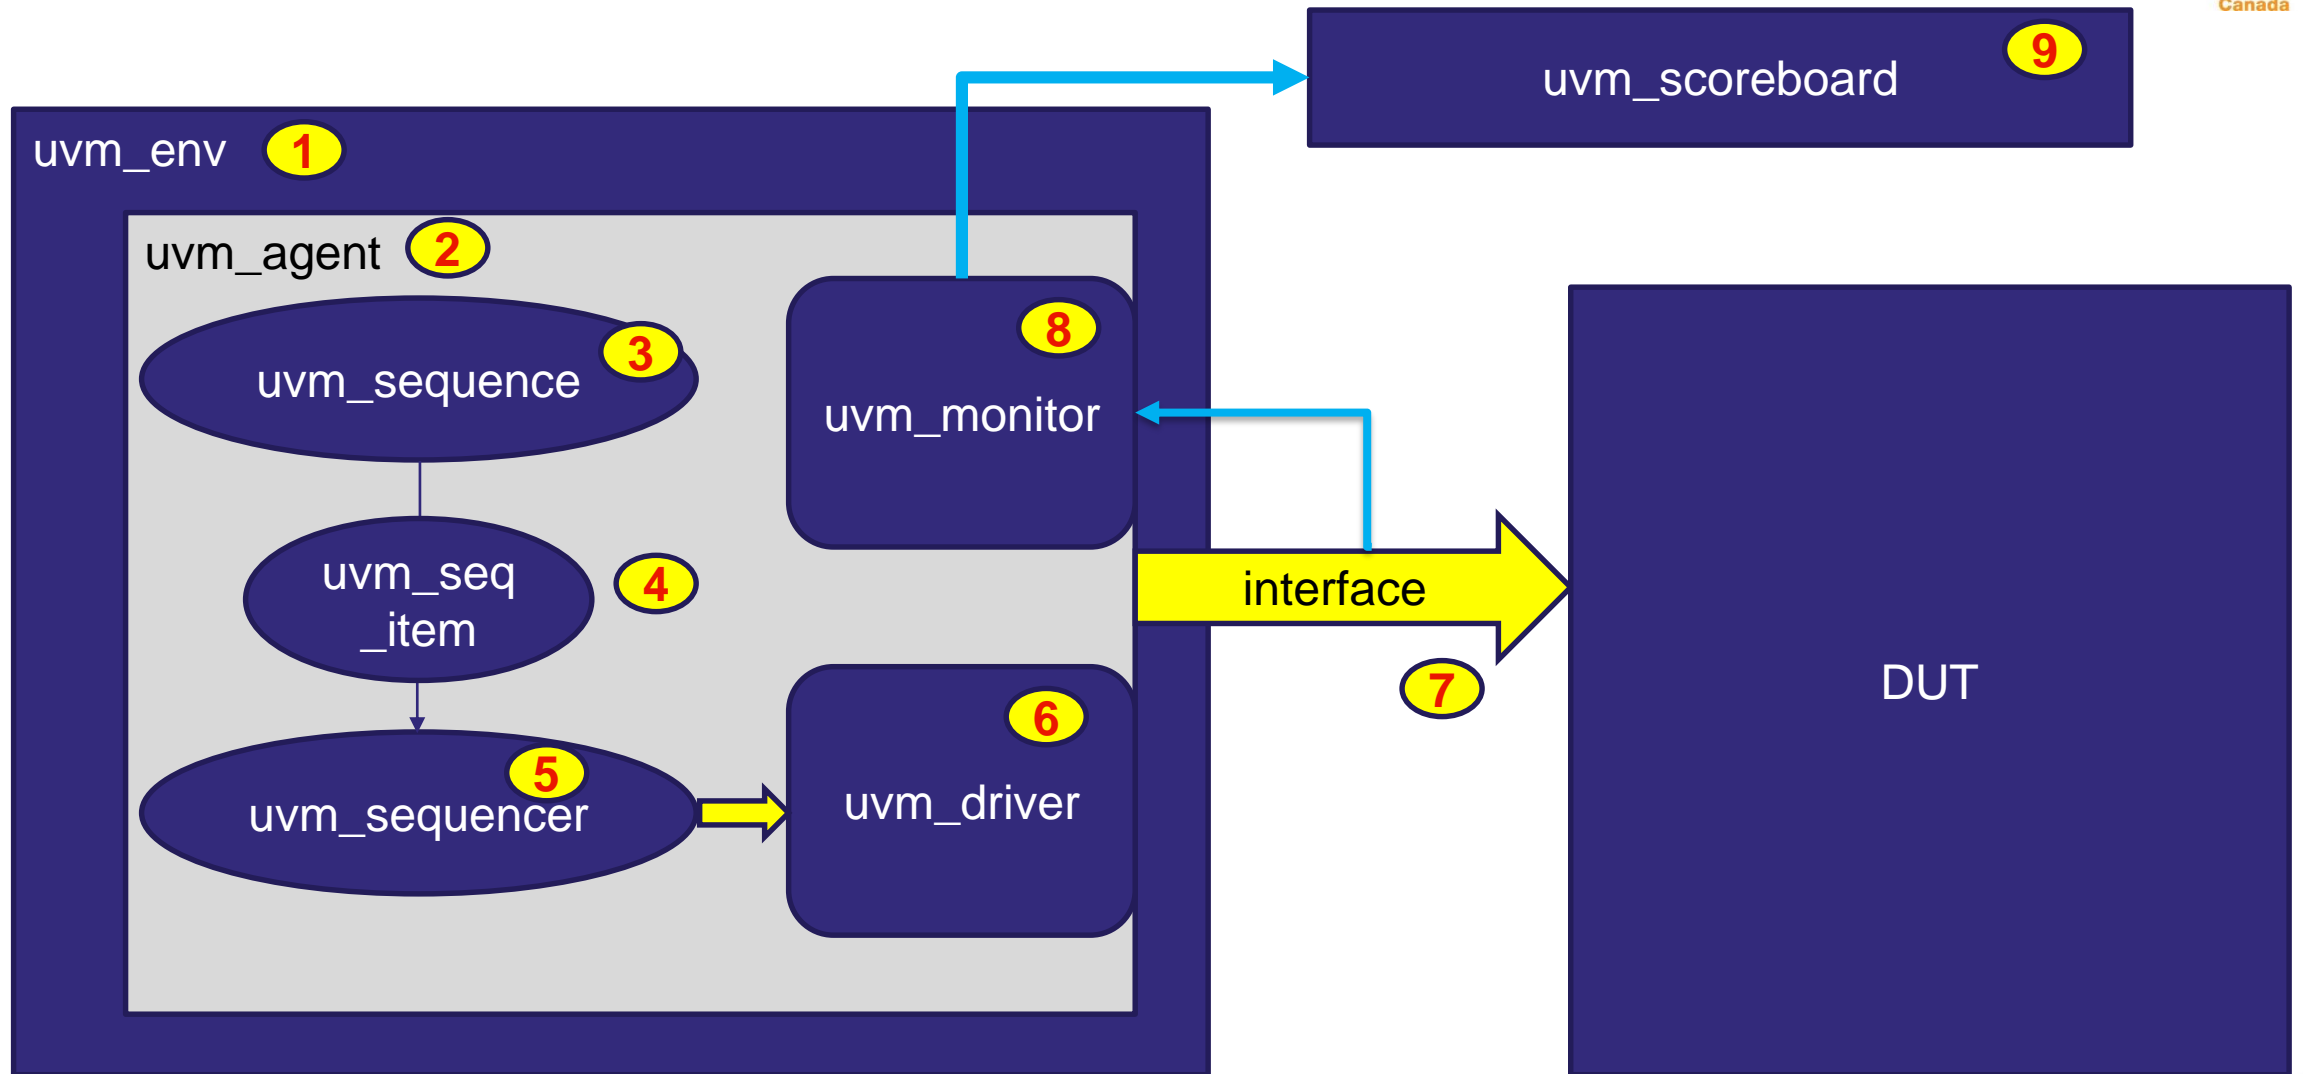 Canada
uvm_scoreboard
9
uvm_env
1
uvm_agent
2
uvm_sequence
3
8
uvm_monitor
uvm_seq
_item
4
interface
7
5
uvm_sequencer
6
uvm_driver
DUT